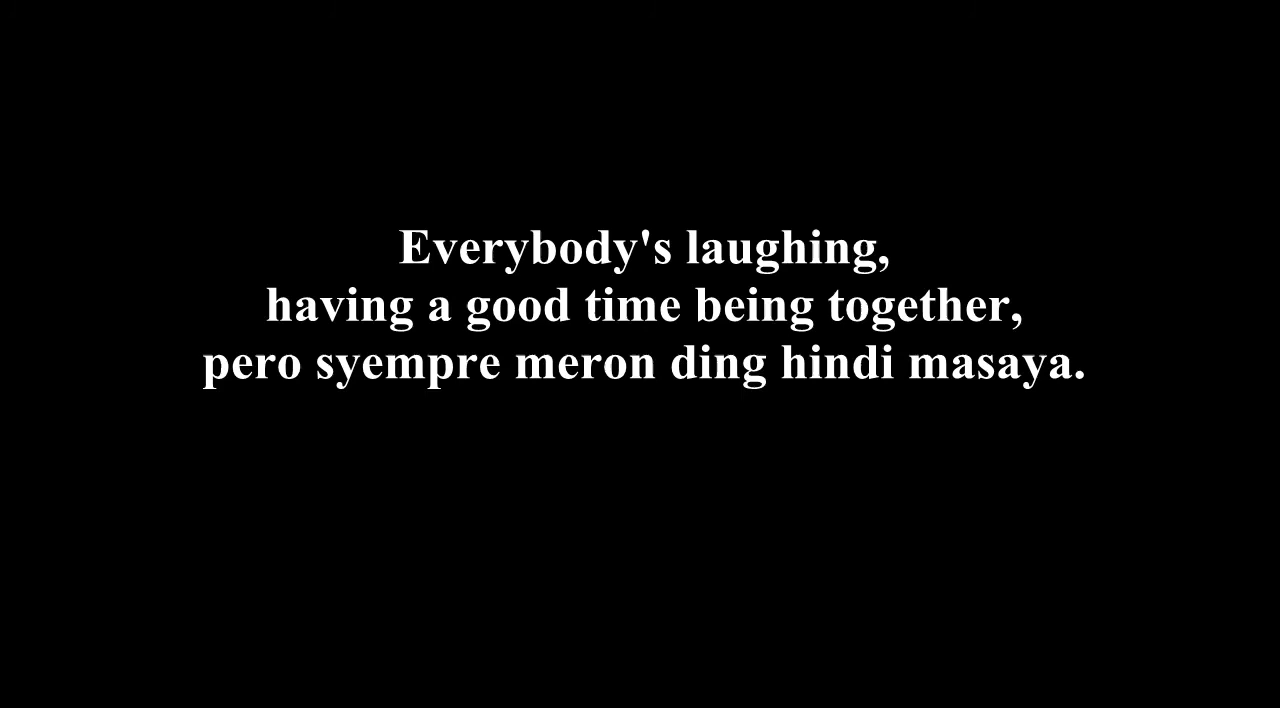 Everybody's laughing,
having a good time being together,
pero syempre meron ding hindi masaya.